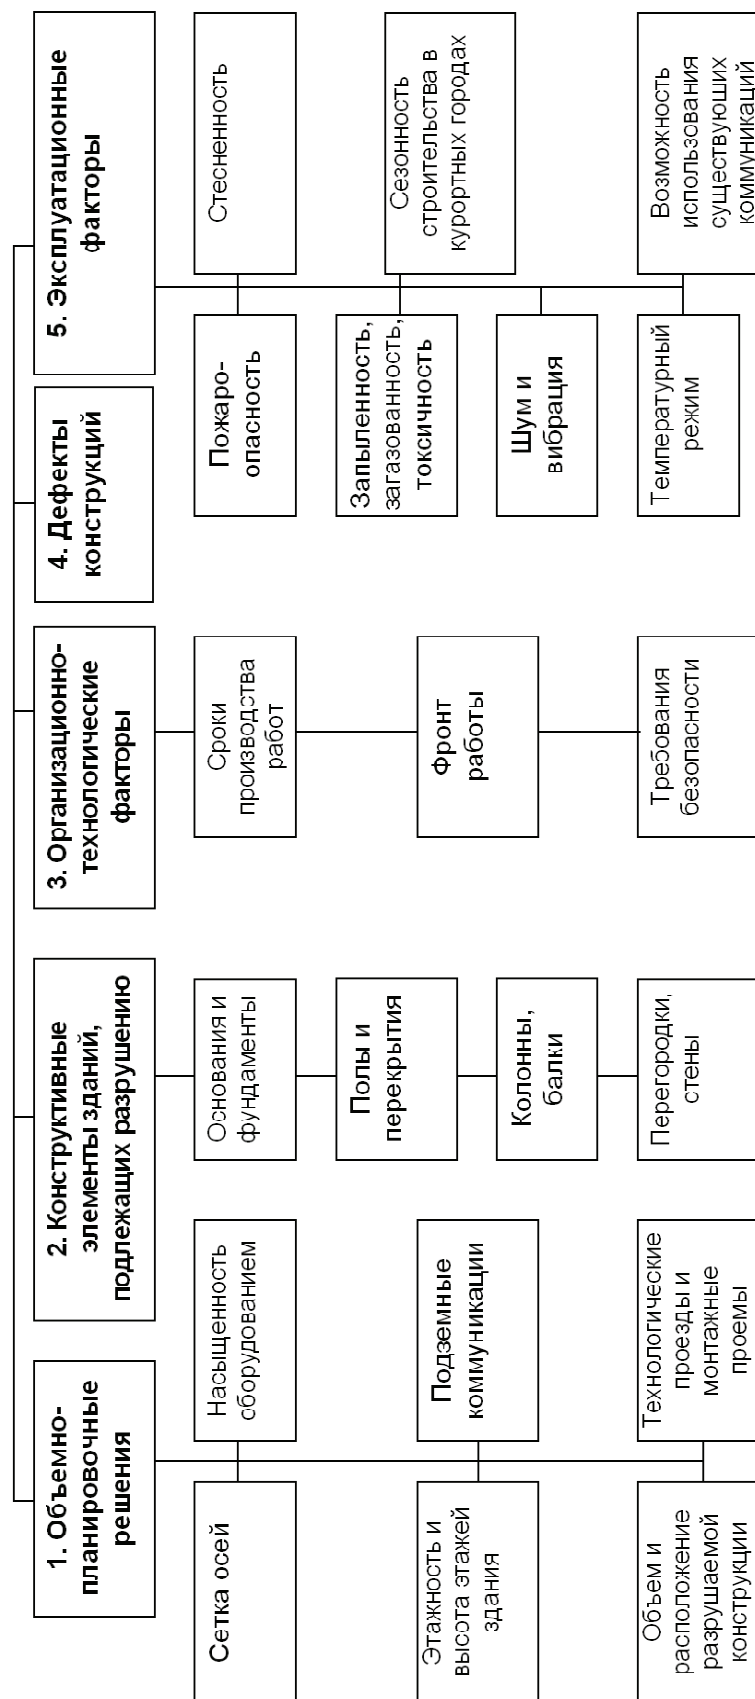 1. Объемно-
планировочные
решения
Сетка осей
Насыщенность
оборудованием
Этажность и
высота этажей
здания
Подземные
коммуникации
Объем и
расположение
разрушаемой
конструкции
Технологические
проезды и
монтажные
проемы
2. Конструктивные
элементы зданий,
подлежащих разрушению
Основания и
фундаменты
Полы и
перекрытия
Колонны,
балки
Перегородки,
стены
3. Организационно-
технологические
факторы
Сроки
производства
работ
Фронт
работы
Требования
безопасности
4. Дефекты
конструкций
5. Эксплуатационные
факторы
Пожаро-
опасность
Стесненность
Запыленность,
загазованность,
токсичность
Сезонность
строительства в
курортных городах
Шум и
вибрация
Температурный
режим
Возможность
использования
существующих
коммуникаций